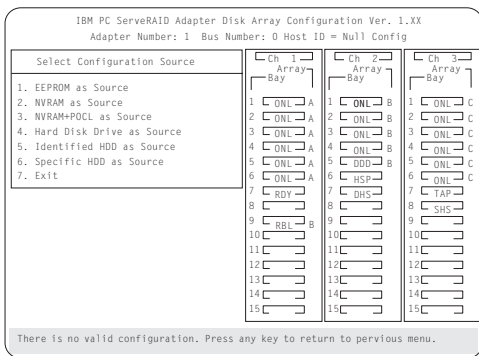 IBM PC ServeRAID Adapter Disk Array Configuration Ver. 1.XX
Adapter Number: 1 Bus Number: 0 Host ID = Null Config
Select Configuration Source
1. EEPROM as Source
2. NVRAM as Source
3. NVRAM+POCL as Source
4. Hard Disk Drive as Source
5. Identified HDD as Source
6. Specific HDD as Source
7. Exit
Ch 1
Array
Bay
1 ONL A
2 ONL A
3 ONL A
4 ONL A
5 ONL A
6 ONL A
7 RDY
8
9 RBL B
10
11
12
13
14
15
Ch 2
Array
Bay
1 ONL B
2 ONL B
3 ONL B
4 ONL B
5 DDD B
6 HSP
7 DHS
8
9
10
11
12
13
14
15
Ch 3
Array
Bay
1 ONL C
2 ONL C
3 ONL C
4 ONL C
5 ONL C
6 ONL C
7 TAP
8 SHS
9
10
11
12
13
14
15
There is no valid configuration. Press any key to return to pervious menu.